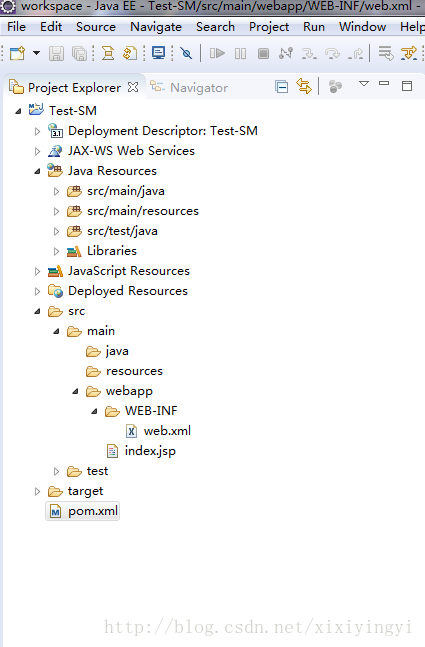 workspace - Java EE - Test-SM/src/main/webapp/WEB-INF/web.xml -
File Edit Source Navigate Search Project Run Window Help
Project Explorer Navigator
Test-SM
Deployment Descriptor: Test-SM
JAX-WS Web Services
Java Resources
src/main/java
src/main/resources
src/test/java
Libraries
JavaScript Resources
Deployed Resources
src
main
java
resources
webapp
WEB-INF
web.xml
index.jsp
test
target
pom.xml
http://blog.csdn.net/xixiyingyi